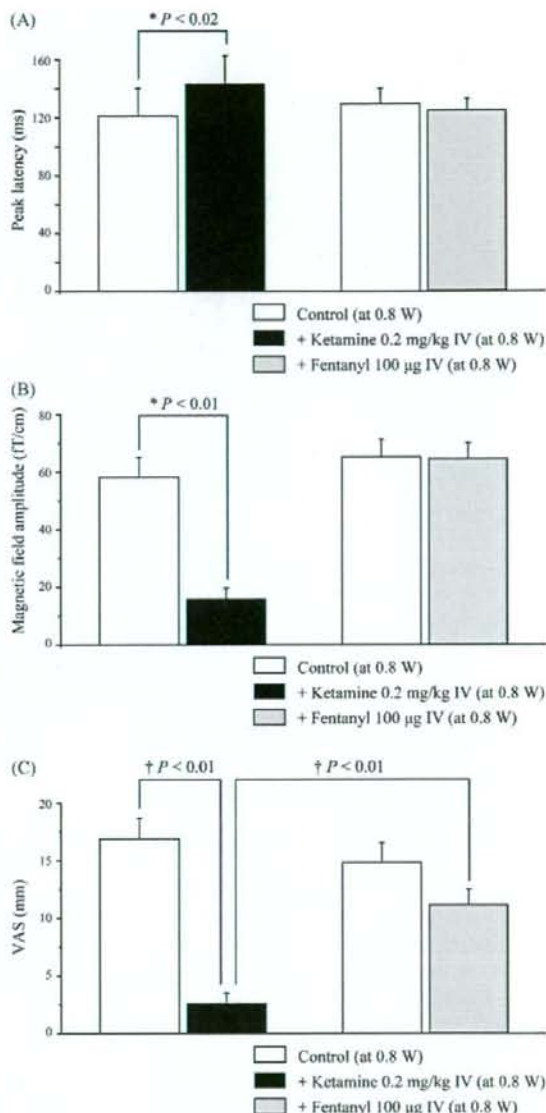 (A)
* P < 0.02
Peak latency (ms)
160
120
80
40
0
Control (at 0.8 W)
+ Ketamine 0.2 mg/kg IV (at 0.8 W)
+ Fentanyl 100 μg IV (at 0.8 W)
(B)
* P < 0.01
Magnetic field amplitude (fT/cm)
80
60
40
20
0
Control (at 0.8 W)
+ Ketamine 0.2 mg/kg IV (at 0.8 W)
+ Fentanyl 100 μg IV (at 0.8 W)
(C)
† P < 0.01 † P < 0.01
VAS (mm)
20
15
10
5
0
Control (at 0.8 W)
+ Ketamine 0.2 mg/kg IV (at 0.8 W)
+ Fentanyl 100 μg IV (at 0.8 W)